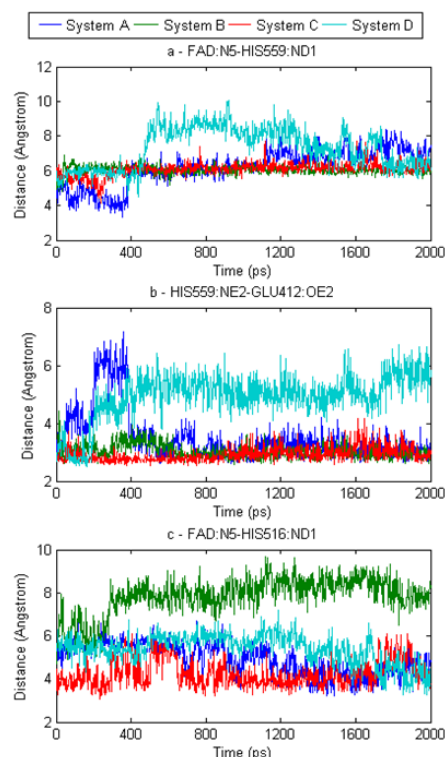 System A System B System C System D
a - FAD:N5-HIS559:ND1
12
10
8
6
4
2
Distance (Angstrom)
0 400 800 1200 1600 2000
Time (ps)
b - HIS559:NE2-GLU412:OE2
8
6
4
2
Distance (Angstrom)
0 400 800 1200 1600 2000
Time (ps)
c - FAD:N5-HIS516:ND1
10
8
6
4
2
Distance (Angstrom)
0 400 800 1200 1600 2000
Time (ps)